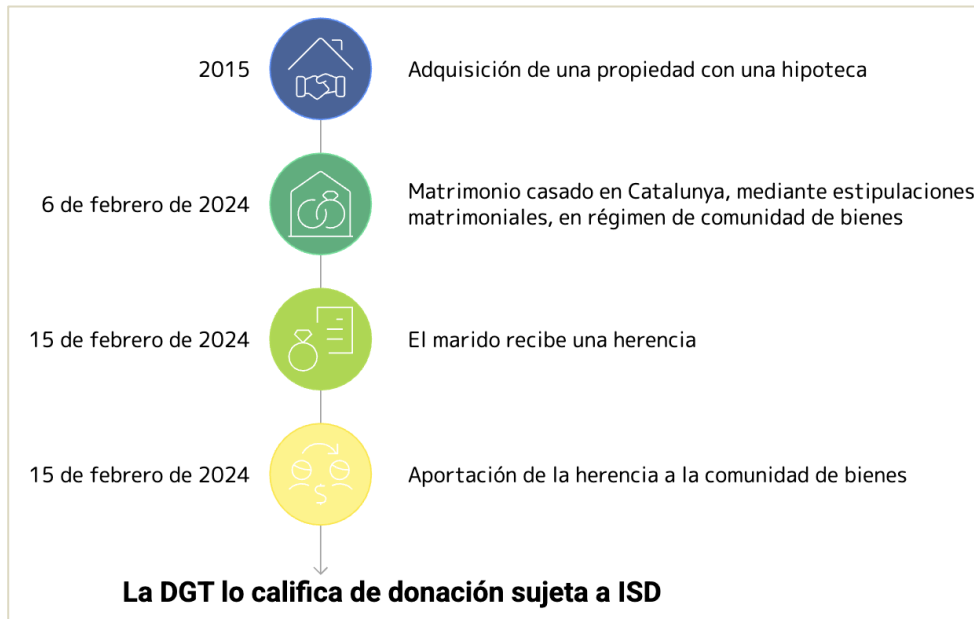 2015
Adquisición de una propiedad con una hipoteca
6 de febrero de 2024
Matrimonio casado en Catalunya, mediante estipulaciones
matrimoniales, en régimen de comunidad de bienes
15 de febrero de 2024
El marido recibe una herencia
15 de febrero de 2024
Aportación de la herencia a la comunidad de bienes
$
La DGT lo califica de donación sujeta a ISD